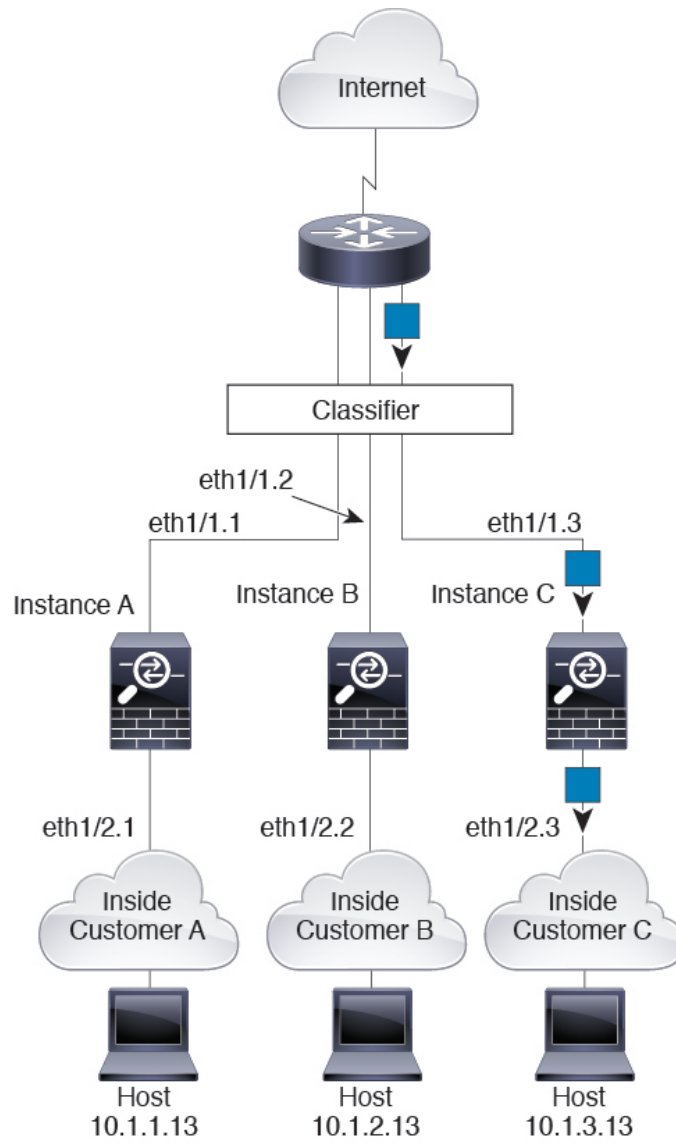 Internet
Classifier
eth1/1.2
eth1/1.1
eth1/1.3
Instance A
Instance B
Instance C
eth1/2.1
eth1/2.2
eth1/2.3
Inside
Customer A
Inside
Customer B
Inside
Customer C
Host
10.1.1.13
Host
10.1.2.13
Host
10.1.3.13